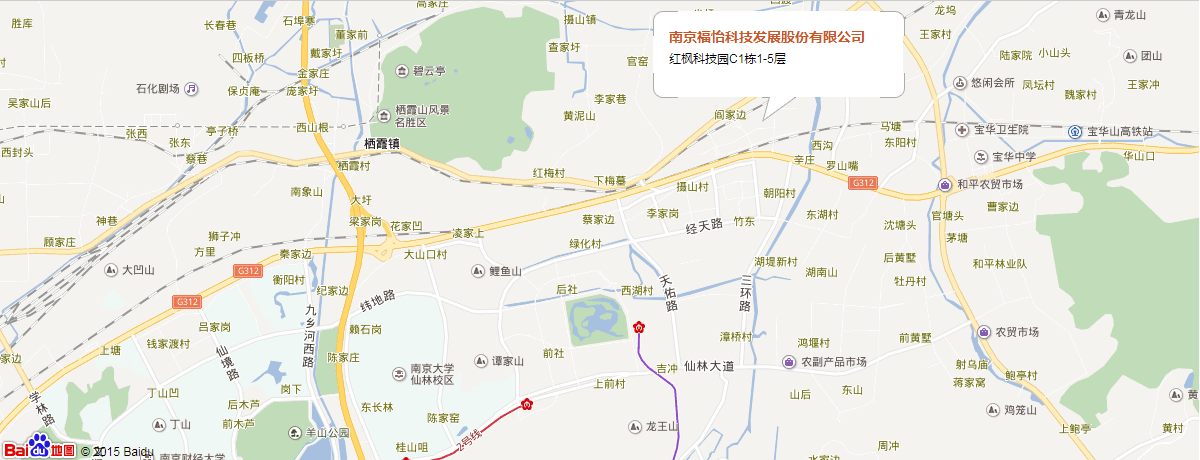 南京福怡科技发展股份有限公司
红枫科技园C1栋1-5层
胜库
长春巷
石埠寨
董家前
高家庄
摄山镇
龙坞
王家村
青龙山
四板桥
戴家圩
查家圩
官窑
陆家院
小山头
团山
石化剧场
保贞庵
金家庄
庞家圩
碧云亭
悠闲会所
凤坛村
魏家村
王家
吴家山后
李家巷
黄泥山
阎家边
栖霞山风景
名胜区
张西
亭子桥
西山根
马塘
东阳村
宝华卫生院
宝华山高铁站
西封头
张东
蔡巷
栖霞镇
西沟
宝华中学
华山口
栖霞村
红梅村
下梅墓
摄山村
辛庄
罗山嘴
G312
和平农贸市场
南象山
大圩
朝阳村
神巷
梁家岗
花家凹
蔡家边
李家岗
竹东
东湖村
沈塘头
官塘头
曹家边
顾家庄
狮子冲
方里
凌家上
绿化村
经天路
茅塘
秦家边
大山口村
大凹山
G312
衡阳村
鲤鱼山
湖堤新村
湖南山
后黄墅
和平林业队
牡丹村
纪家边
纬地路
后社
西湖村
天佑路
三环路
G312
九乡河西路
吕家岗
赖石岗
钱家渡村
漳桥村
鸿堰村
前黄墅
农贸市场
家边
上塘
仙境路
陈家庄
谭家山
前社
吉冲
仙林大道
农副产品市场
射乌庙
南京大学
仙林校区
丁山凹
岗下
上前村
山后
东山
蒋家窝
鲍亭村
学林路
后木芦
东长林
黄
丁山
前木芦
羊山公园
陈家窑
龙王山
鸡笼山
上鲍亭
2号线
桂山咀
周冲
Baidu地图
© 2015 Baidu
南京财经大学